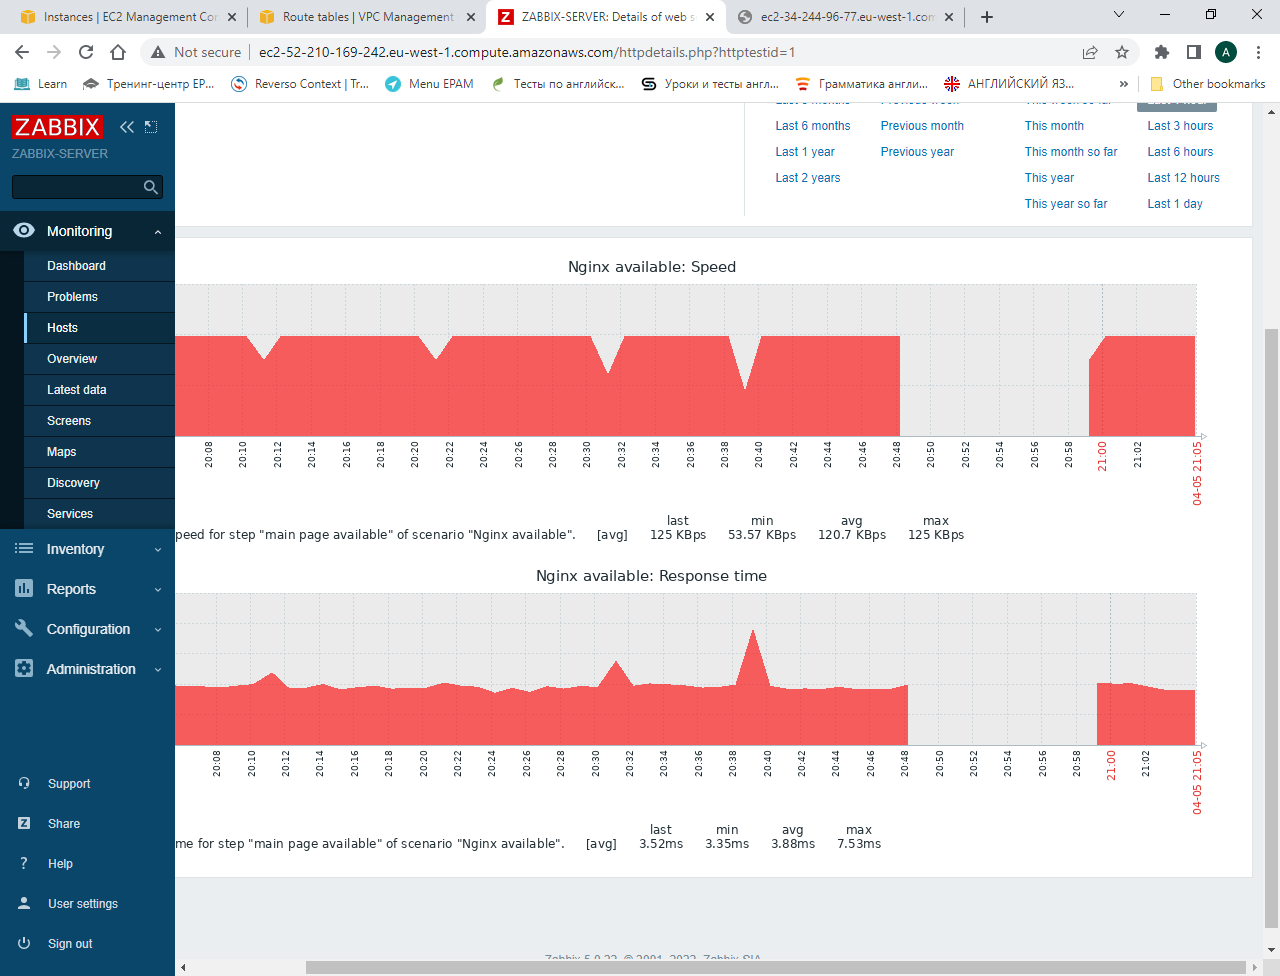 Instances | EC2 Management Con
Route tables | VPC Management
ZABBIX-SERVER: Details of web s
ec2-34-244-96-77.eu-west-1.com
Not secure
ec2-52-210-169-242.eu-west-1.compute.amazonaws.com/httpdetails.php?httptestid=1
A
Learn
Тренинг-центр EP...
Reverso Context | Tr...
Menu EPAM
Тесты по английск...
Уроки и тесты англ...
Грамматика англи...
АНГЛИЙСКИЙ ЯЗ...
»
Other bookmarks
ZABBIX
ZABBIX-SERVER
Monitoring
Dashboard
Problems
Hosts
Overview
Latest data
Screens
Maps
Discovery
Services
Inventory
Reports
Configuration
Administration
Support
Share
Help
User settings
Sign out
Last 6 months Previous month This month Last 3 hours
Last 1 year Previous year This month so far Last 6 hours
Last 2 years This year Last 12 hours
This year so far Last 1 day
Nginx available: Speed
20:08 20:10 20:12 20:14 20:16 20:18 20:20 20:22 20:24 20:26 20:28 20:30 20:32 20:34 20:36 20:38 20:40 20:42 20:44 20:46 20:48 20:50 20:52 20:54 20:56 20:58 21:00 21:02 04-05 21:05
last min avg max
peed for step "main page available" of scenario "Nginx available". [avg] 125 KBps 53.57 KBps 120.7 KBps 125 KBps
Nginx available: Response time
20:08 20:10 20:12 20:14 20:16 20:18 20:20 20:22 20:24 20:26 20:28 20:30 20:32 20:34 20:36 20:38 20:40 20:42 20:44 20:46 20:48 20:50 20:52 20:54 20:56 20:58 21:00 21:02 04-05 21:05
last min avg max
me for step "main page available" of scenario "Nginx available". [avg] 3.52ms 3.35ms 3.88ms 7.53ms